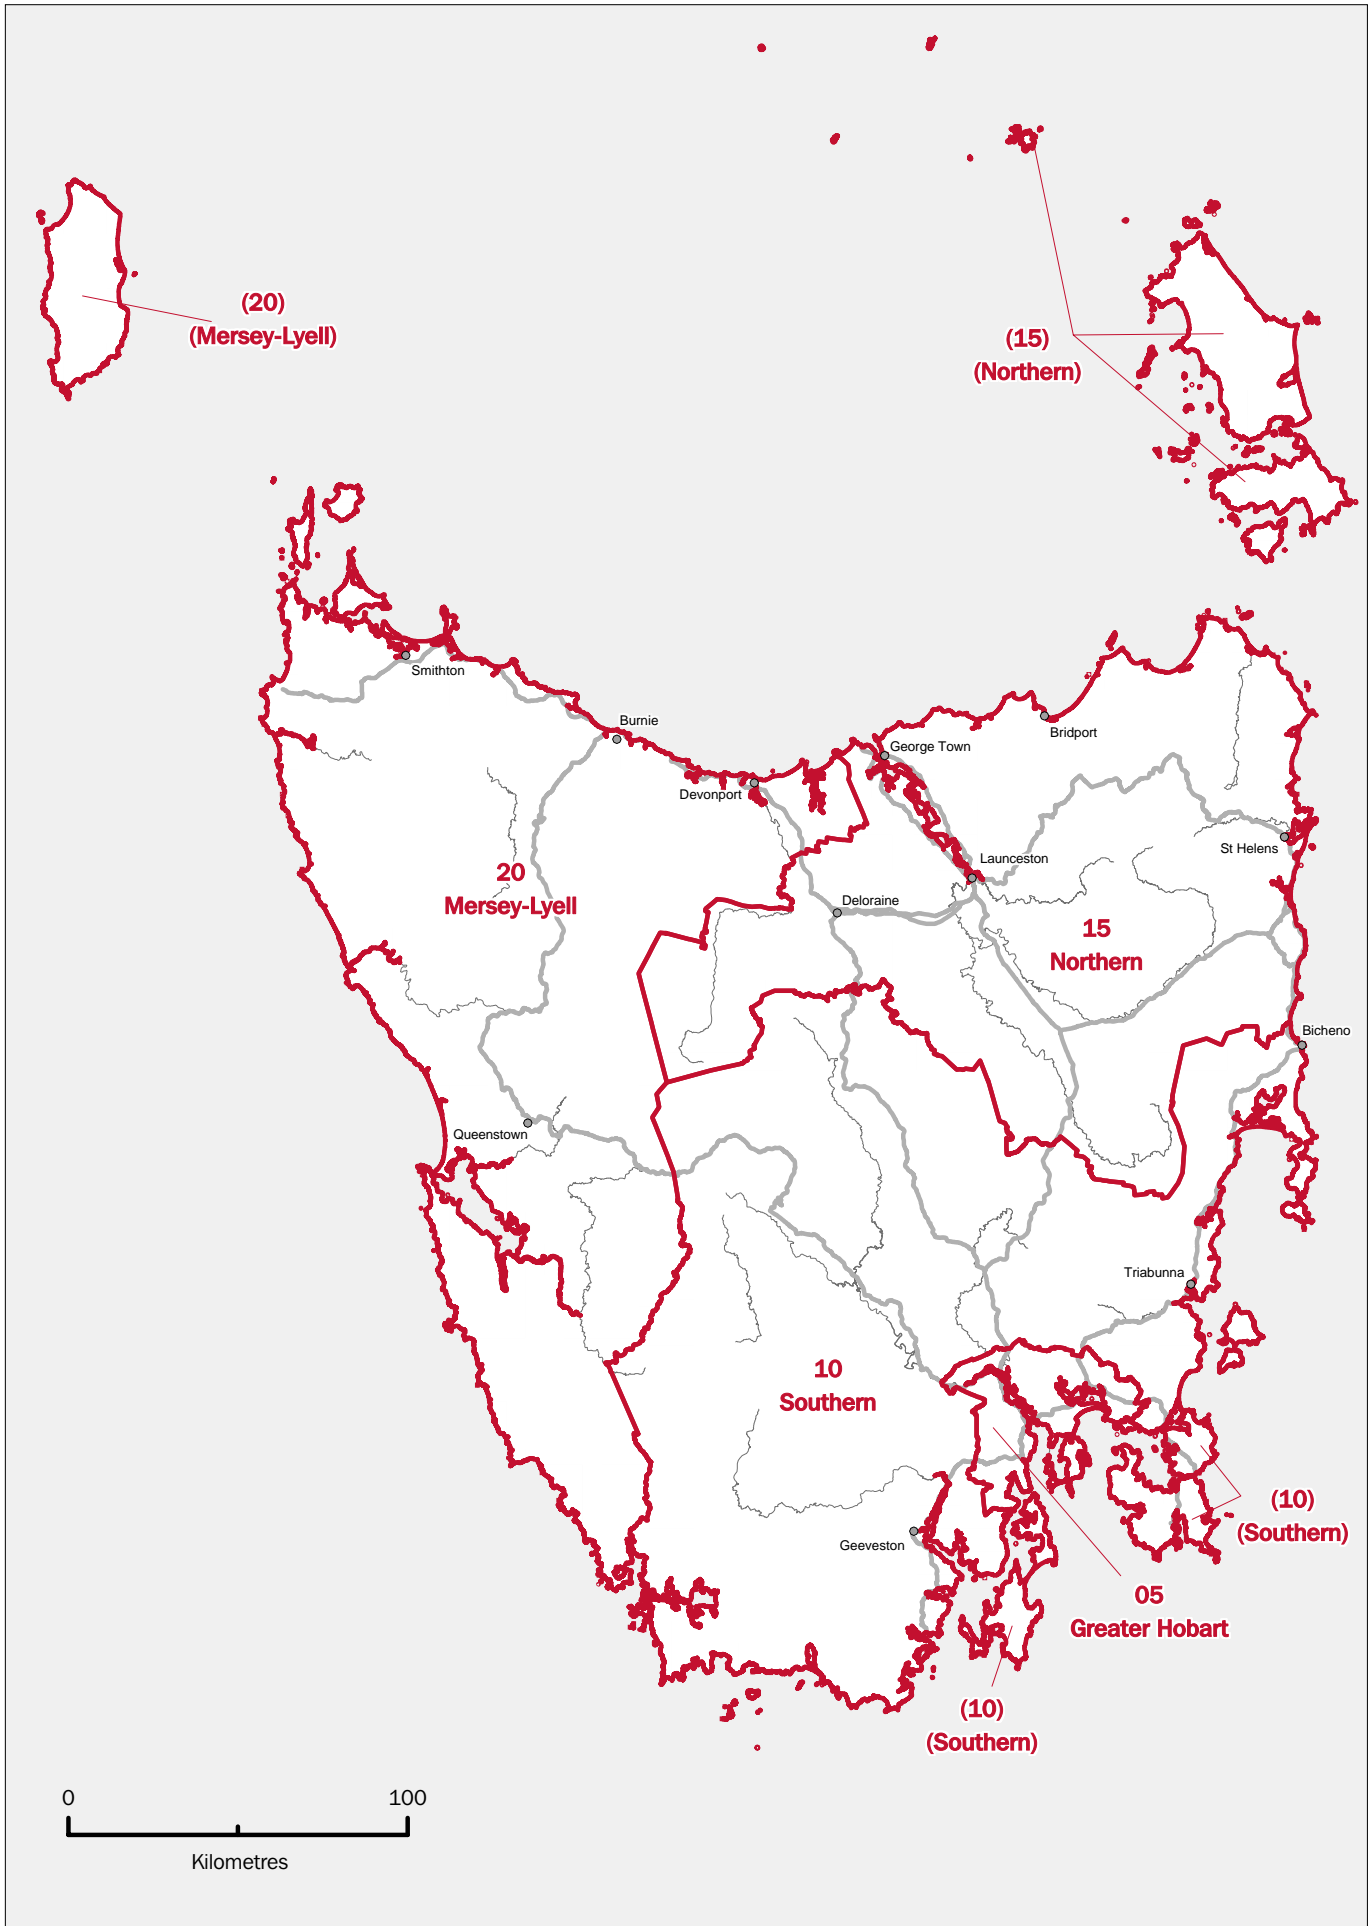 (20)
(Mersey-Lyell)
(15)
(Northern)
Smithton
Burnie
Bridport
George Town
Devonport
St Helens
Launceston
20
Mersey-Lyell
Deloraine
15
Northern
Bicheno
Queenstown
Triabunna
10
Southern
(10)
(Southern)
Geeveston
05
Greater Hobart
(10)
(Southern)
0 100
Kilometres